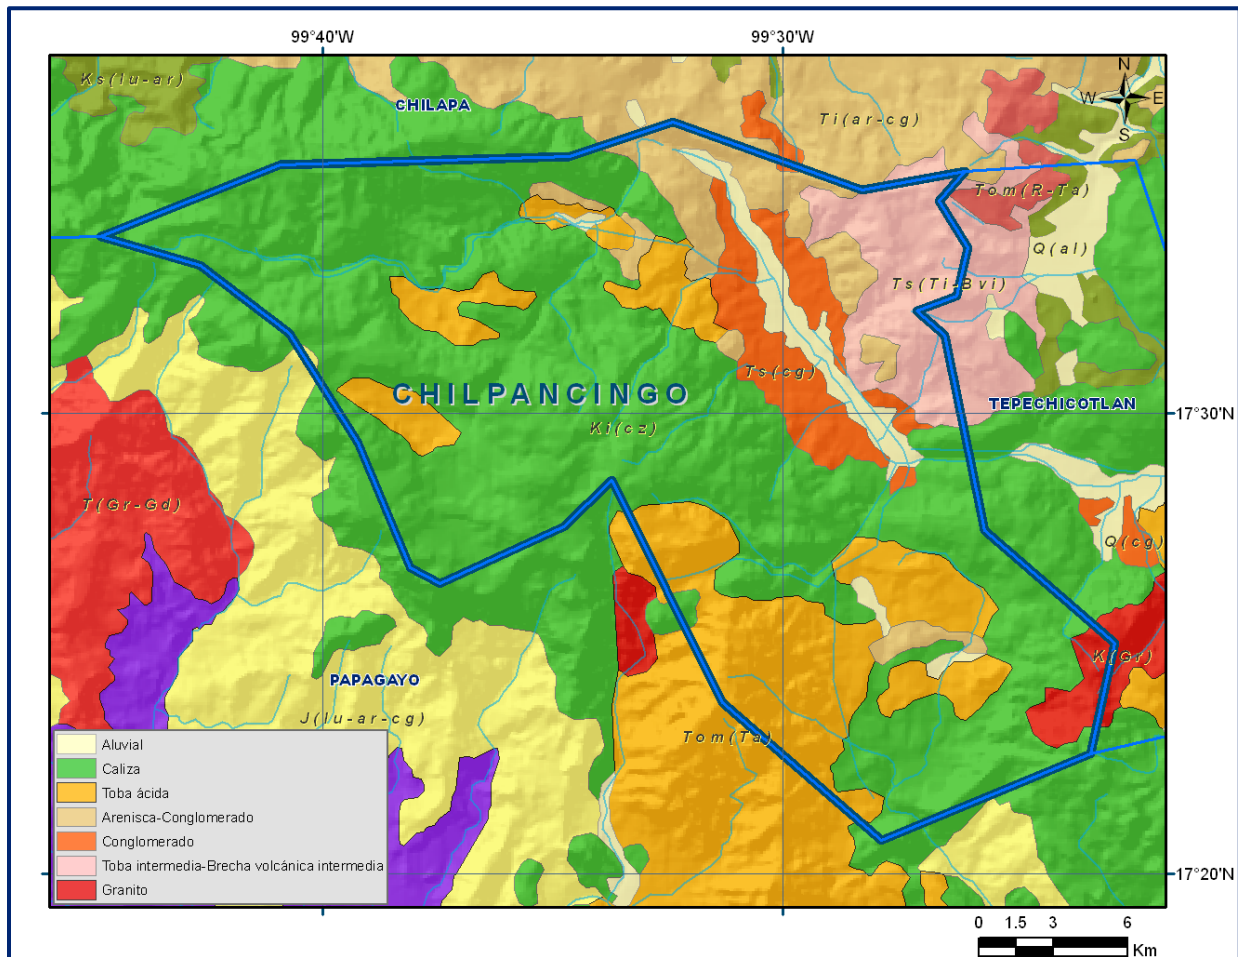 99°40'W
99°30'W
N
W E
S
Ks(lu-ar)
CHILAPA
Ti(ar-cg)
Tom(R-Ta)
Q(al)
Ts(Ti-Bvi)
Ts(cg)
CHILPANCINGO
TEPECHICOTLAN
17°30'N
Ki(cz)
T(Gr-Gd)
Q(cg)
K(Gr)
PAPAGAYO
J(lu-ar-cg)
Tom(Ta)
Aluvial
Caliza
Toba ácida
Arenisca-Conglomerado
Conglomerado
Toba intermedia-Brecha volcánica intermedia
Granito
17°20'N
0 1.5 3 6
Km